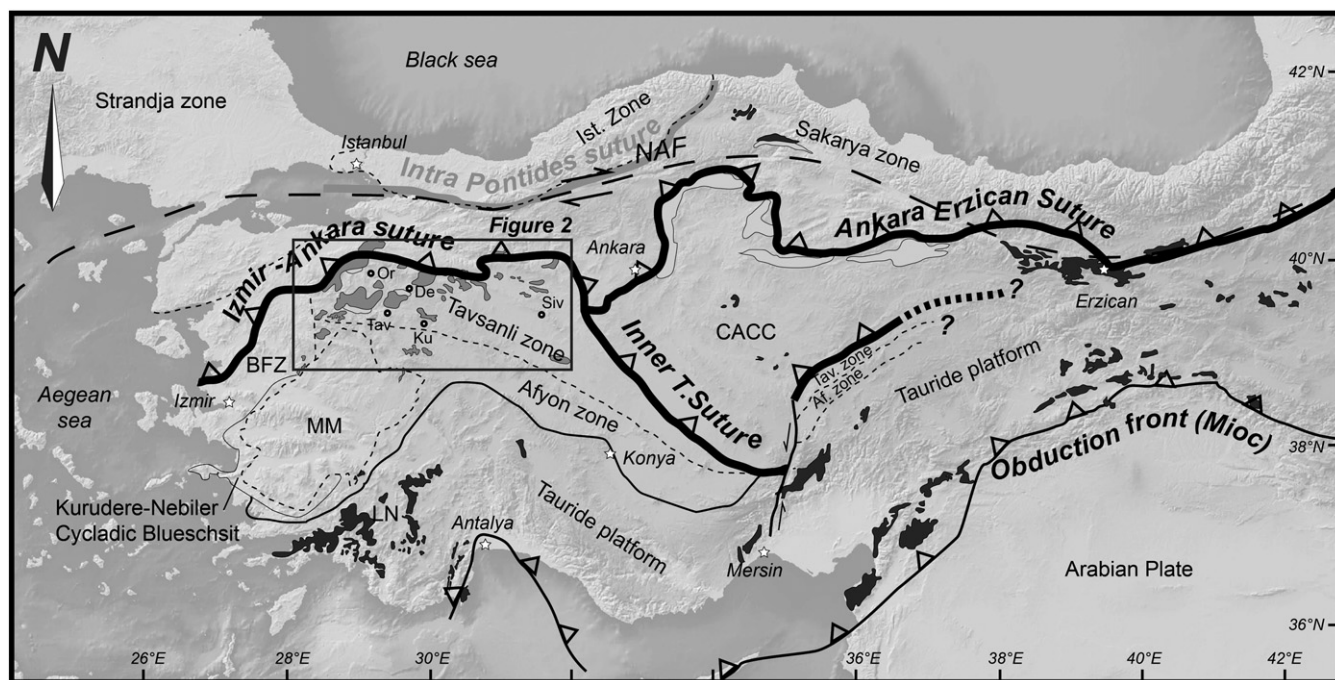 N
Black sea
42°N
Strandja zone
Ist. Zone
Istanbul
Intra Pontides suture
NAF
Sakarya zone
Figure 2
Izmir -Ankara suture
Ankara
Ankara Erzican Suture
40°N
Or
De
Siv
Tav
Ku
Tavsanli zone
Erzican
CACC
?
?
BFZ
Tav. zone
Af. zone
Aegean
sea
Izmir
Inner T.Suture
Afyon zone
Tauride platform
MM
Konya
38°N
Obduction front (Mioc)
Kurudere-Nebiler
Cycladic Blueschsit
LN
Antalya
Tauride platform
Mersin
Arabian Plate
36°N
26°E
28°E
30°E
36°E
38°E
40°E
42°E